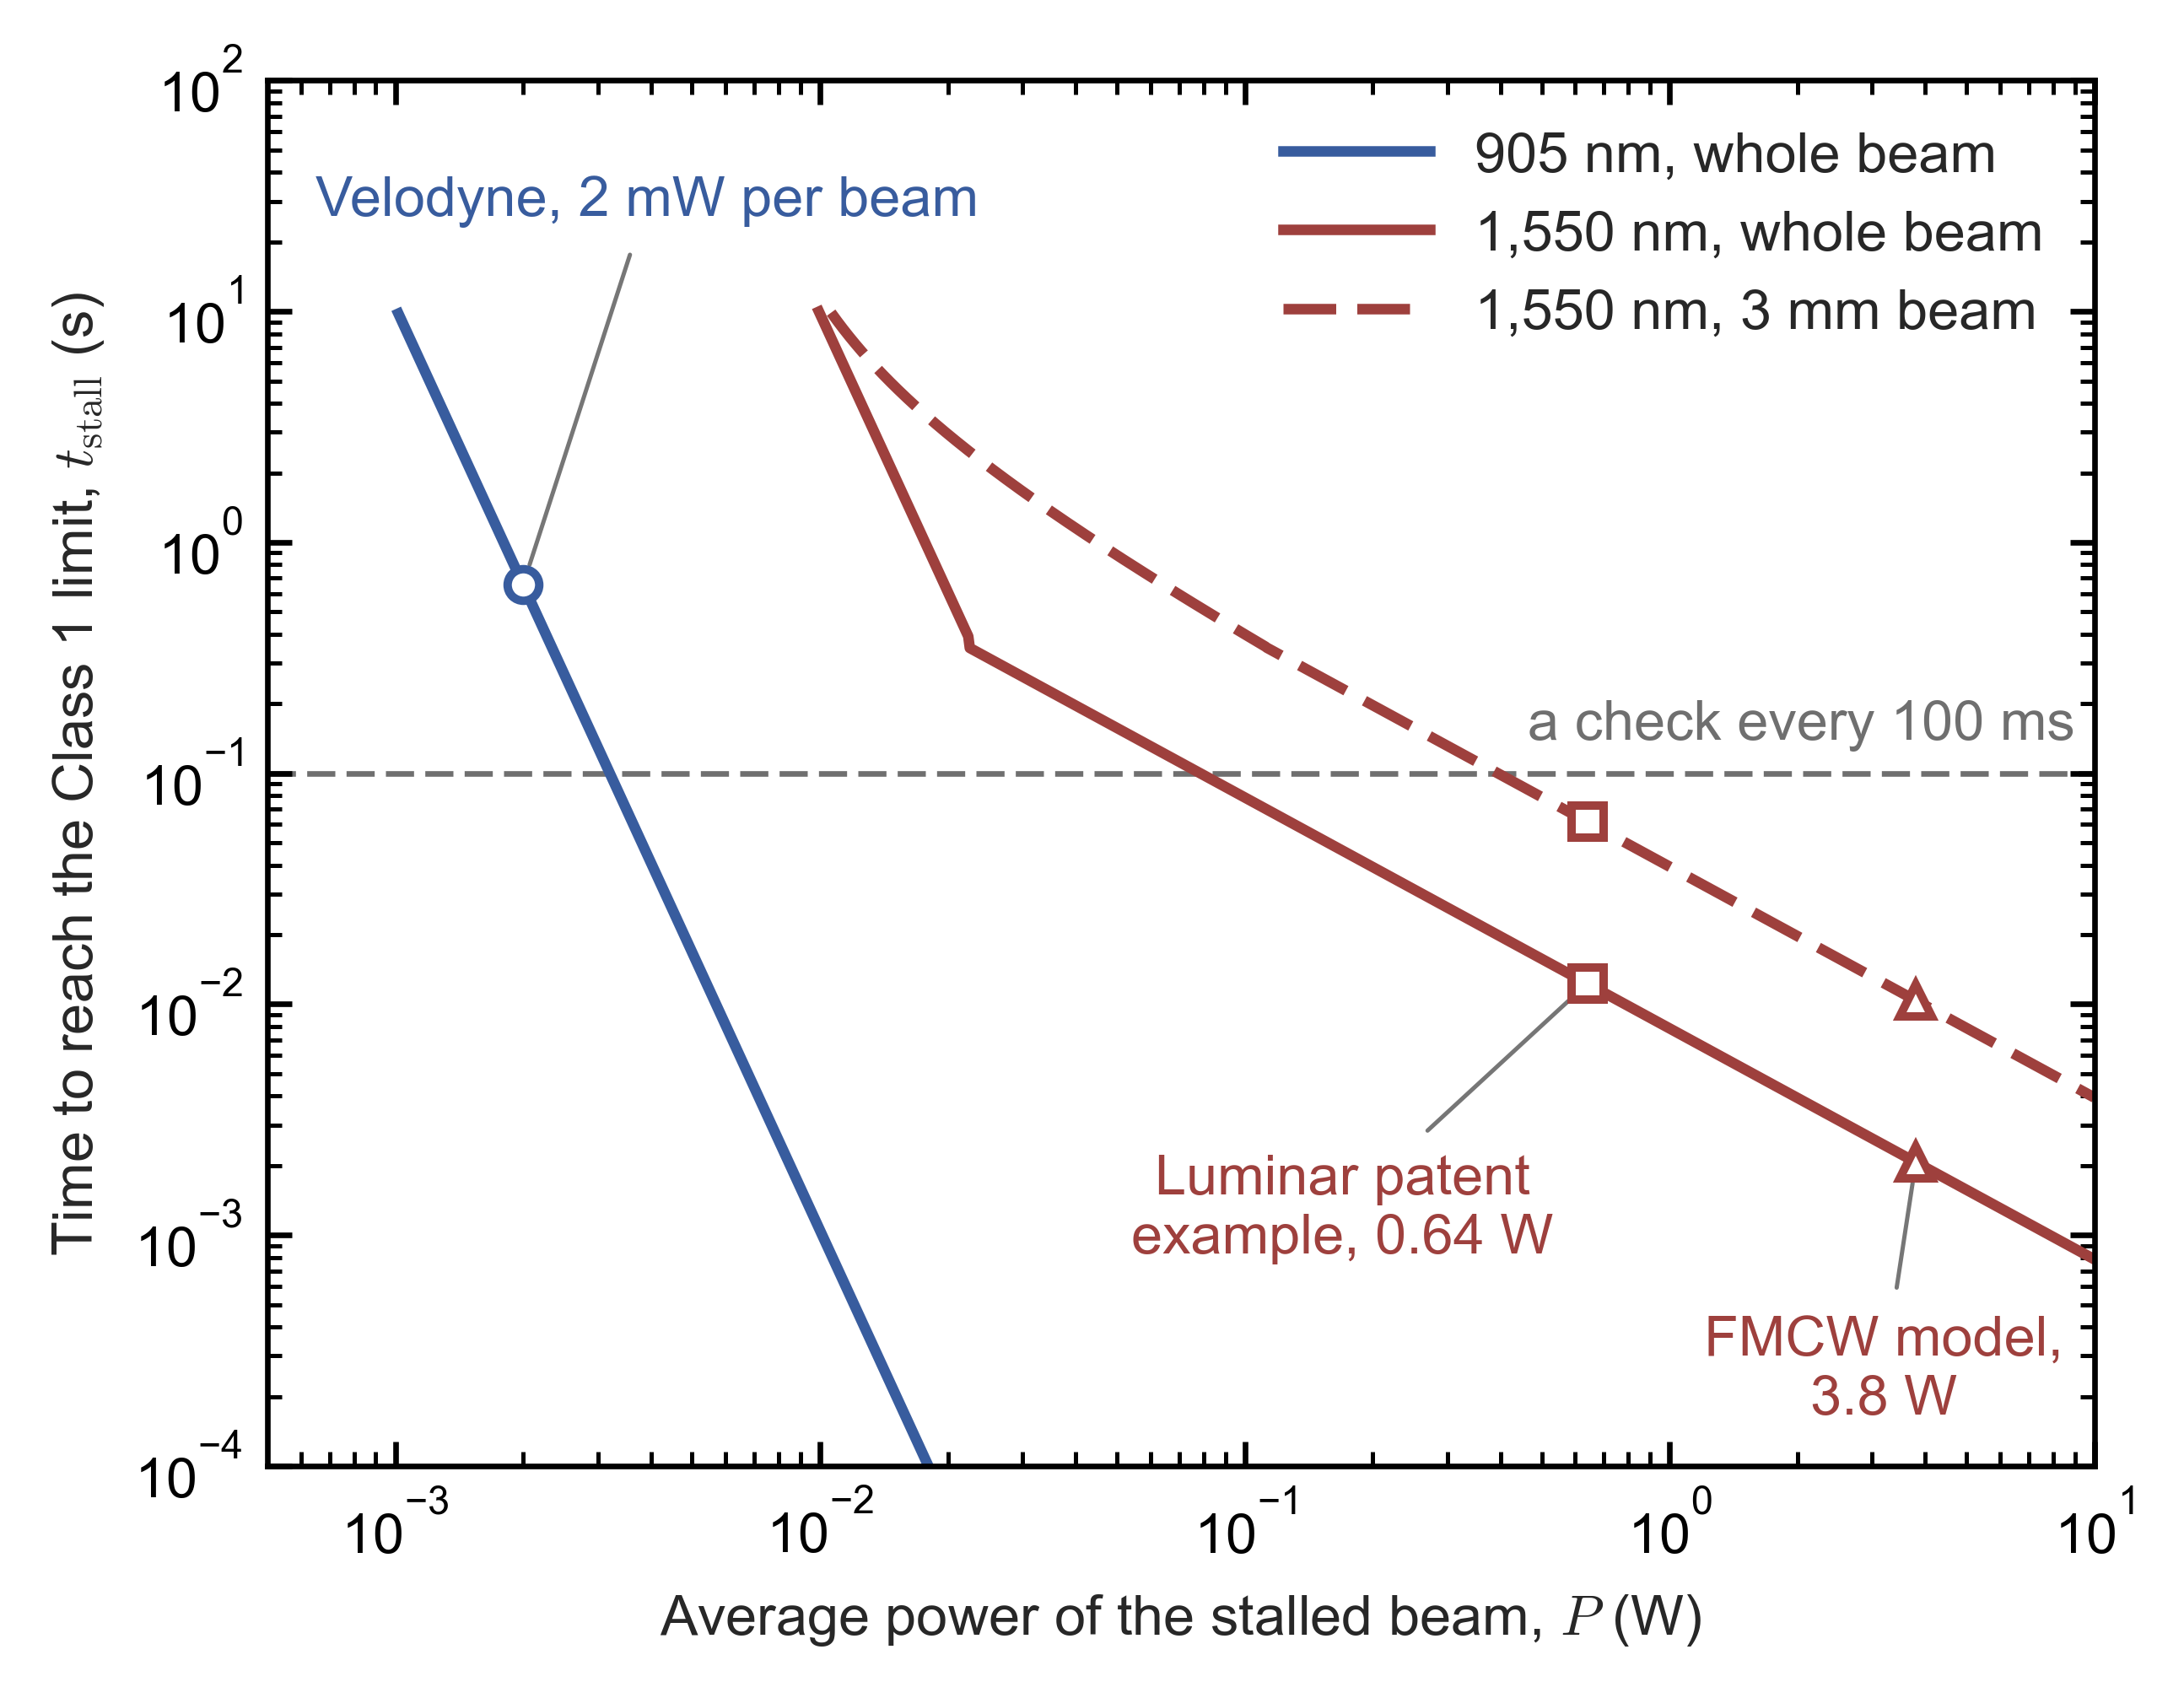 Time to reach the Class 1 limit, t_stall (s)
10^2
10^1
10^0
10^−1
10^−2
10^−3
10^−4
Velodyne, 2 mW per beam
905 nm, whole beam
1,550 nm, whole beam
1,550 nm, 3 mm beam
a check every 100 ms
Luminar patent
example, 0.64 W
FMCW model,
3.8 W
10^−3
10^−2
10^−1
10^0
10^1
Average power of the stalled beam, P (W)